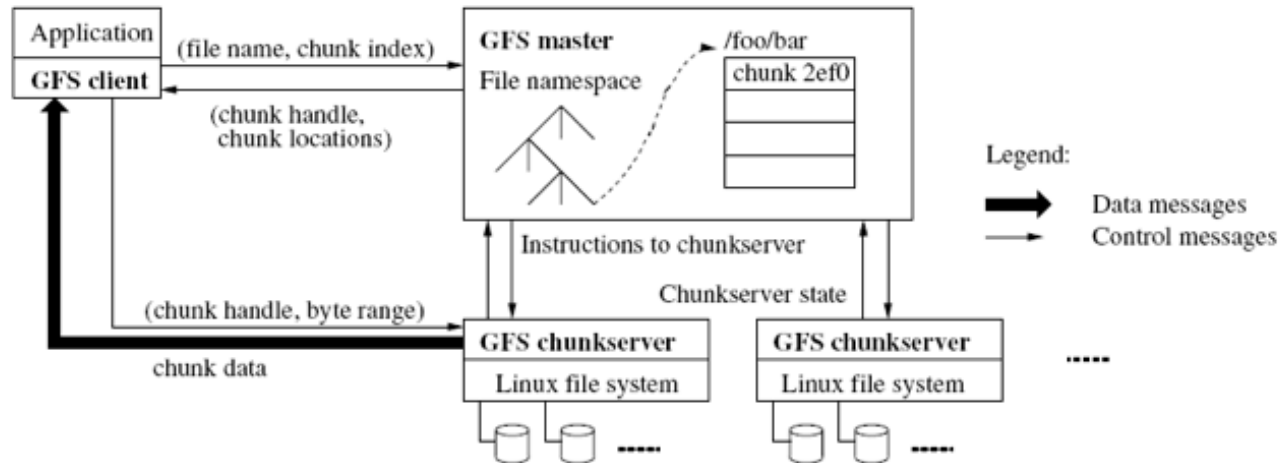 Application
GFS client
(file name, chunk index)
(chunk handle,
chunk locations)
GFS master
File namespace
/foo/bar
chunk 2ef0
Legend:
Data messages
Control messages
Instructions to chunkserver
Chunkserver state
(chunk handle, byte range)
chunk data
GFS chunkserver
Linux file system
GFS chunkserver
Linux file system